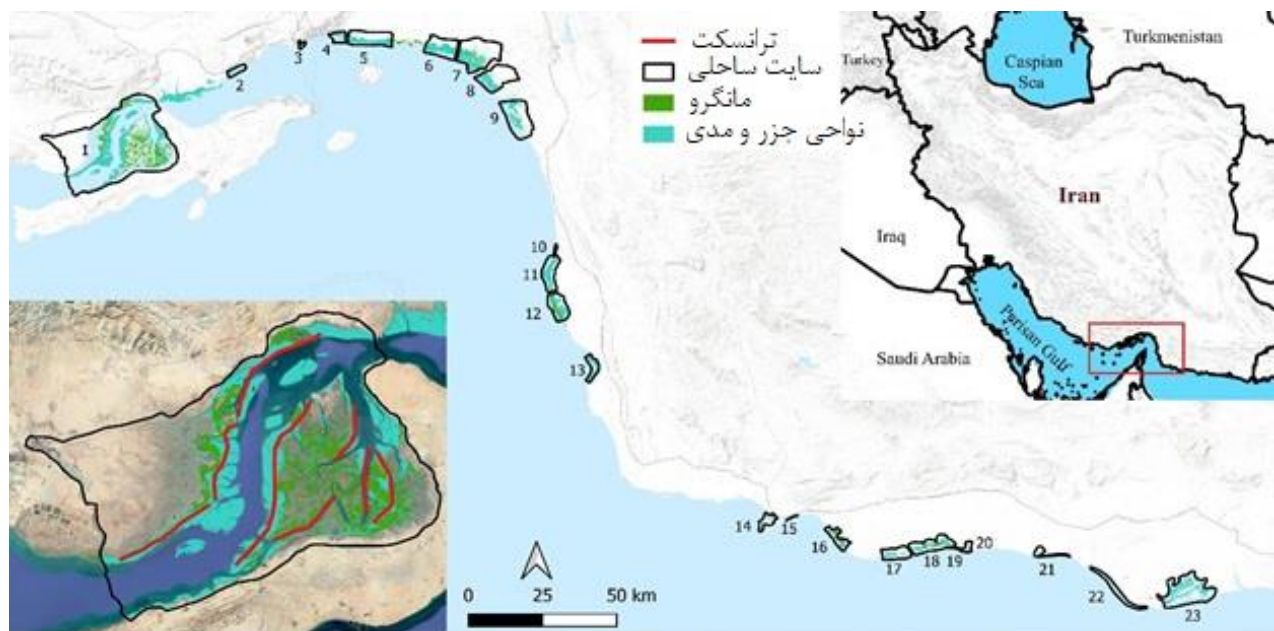 ترانسکت
سایت ساحلی
مانگرو
نواحی جزر و مدی
1
2
3
4
5
6
7
8
9
10
11
12
13
14
15
16
17
18
19
20
21
22
23
0 25 50 km
Turkey
Caspian
Sea
Turkmenistan
Iran
Iraq
Saudi Arabia
Parisan Gulf